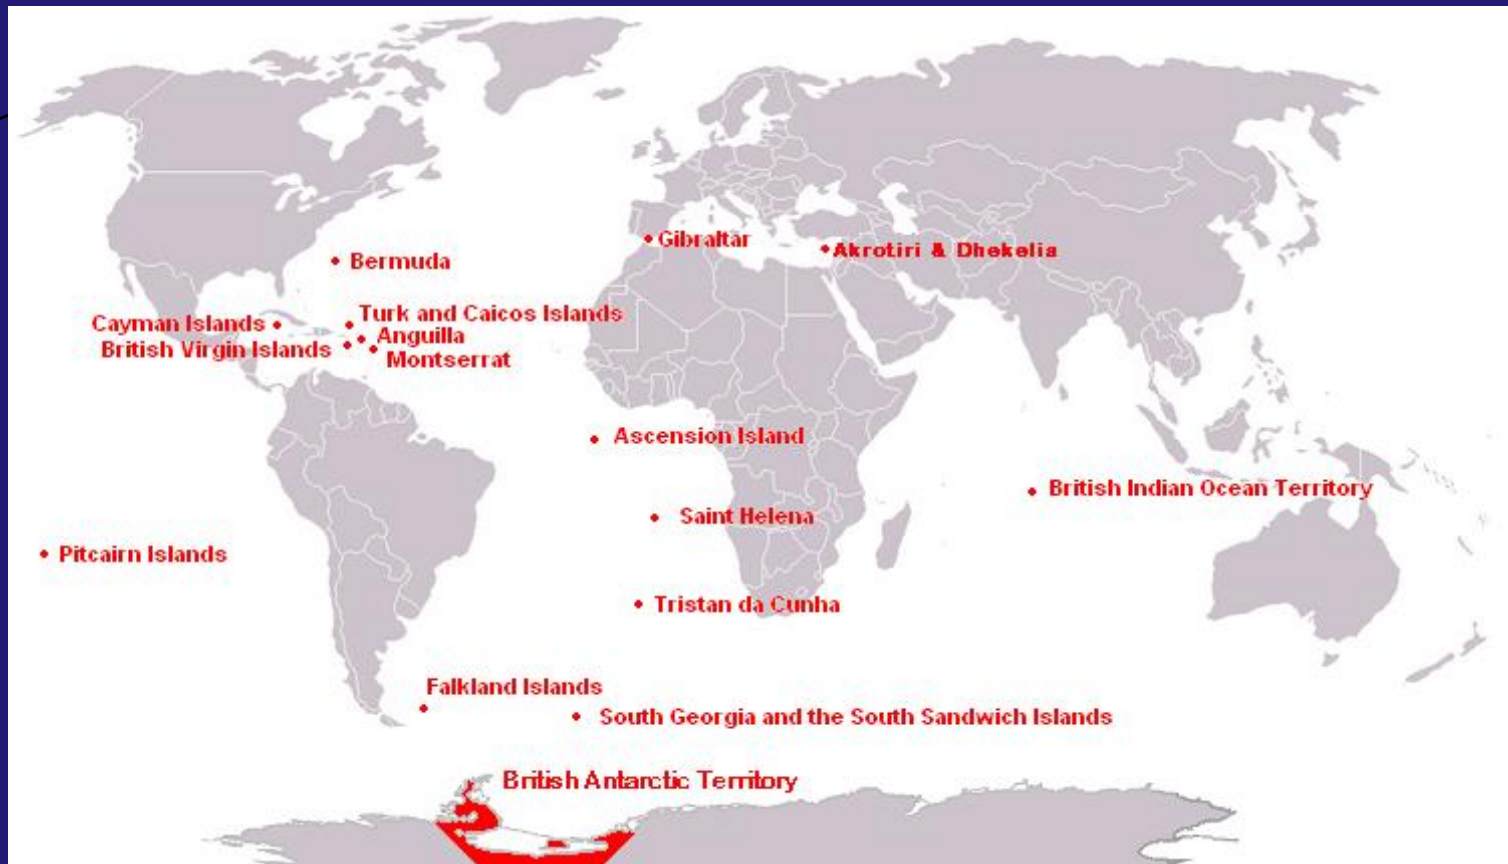 Gibraltar
Akrotiri & Dhekelia
Bermuda
Turk and Caicos Islands
Cayman Islands
Anguilla
British Virgin Islands
Montserrat
Ascension Island
British Indian Ocean Territory
Saint Helena
Pitcairn Islands
Tristan da Cunha
Falkland Islands
South Georgia and the South Sandwich Islands
British Antarctic Territory